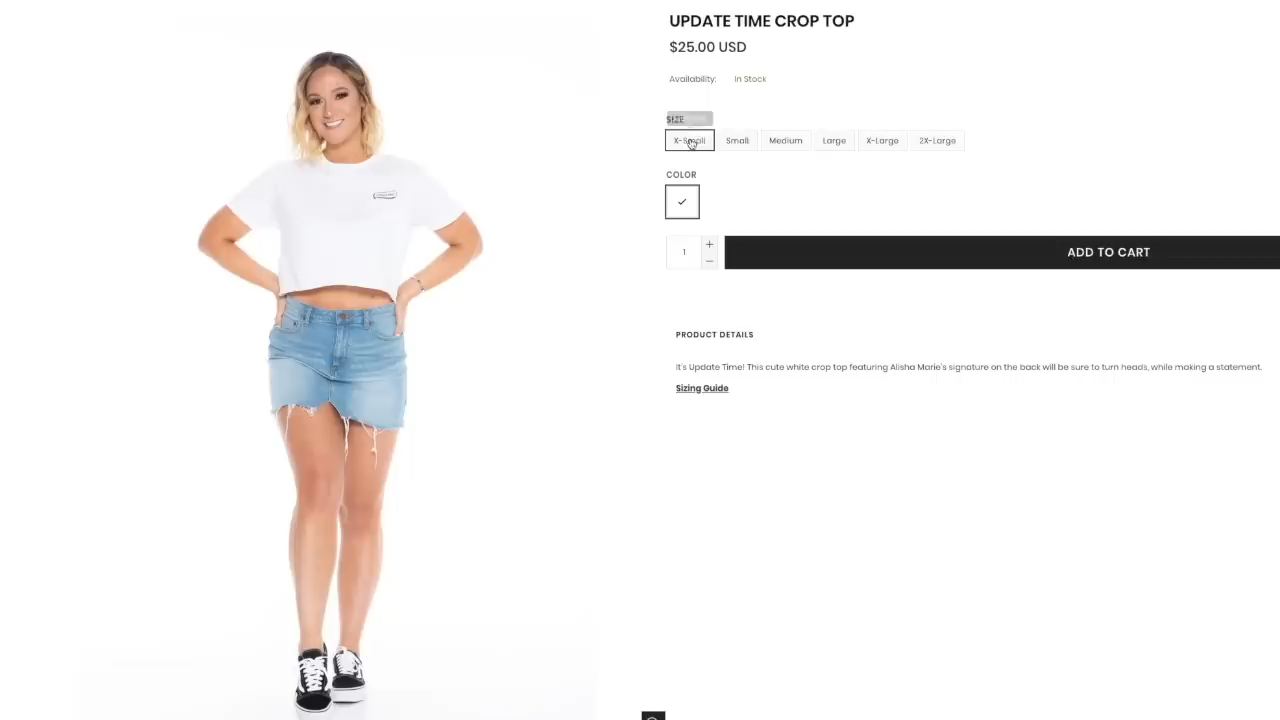 UPDATE TIME CROP TOP
$25.00 USD
Availability: In Stock
SIZE
X-Small Small Medium Large X-Large 2X-Large
COLOR
1 + −
ADD TO CART
PRODUCT DETAILS
It's Update Time! This cute white crop top featuring Alisha Marie's signature on the back will be sure to turn heads, while making a statement.
Sizing Guide